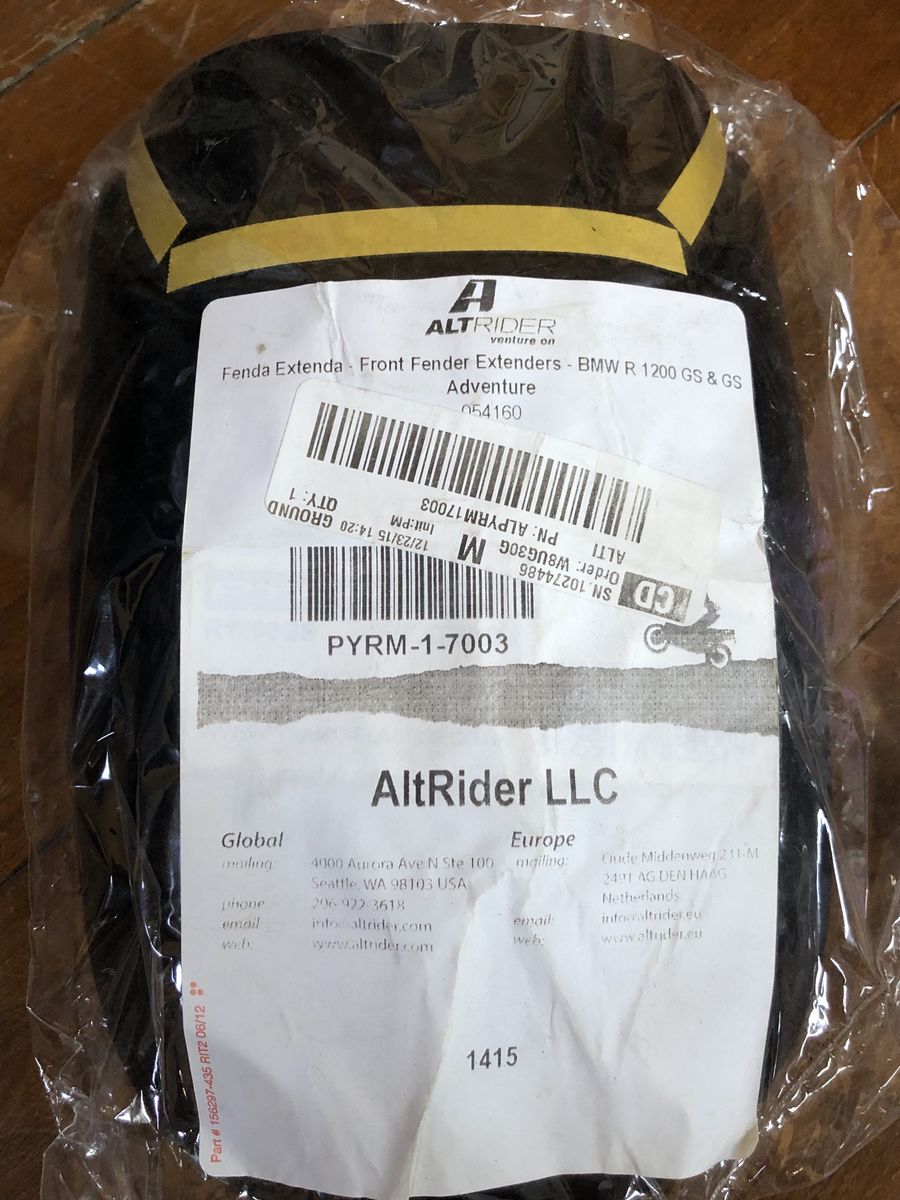 ALTRIDER
venture on
Fenda Extenda - Front Fender Extenders - BMW R 1200 GS & GS
Adventure
054160
CD
SN:10274486
Order: W8UG30G
ALTI
M
PN: ALPYRM17003
12/23/15 14:20
Init:PM
GROUND
QTY: 1
PYRM-1-7003
AltRider LLC
Global
mailing: 4000 Aurora Ave N Ste 100
Seattle, WA 98103 USA
phone: 206-922-3618
email: info@altrider.com
web: www.altrider.com
Europe
mailing: Oude Middenweg 231-M
2491 AG DEN HAAG
Netherlands
email: info@altrider.eu
web: www.altrider.eu
1415
Part # 156297-435 RIT2 06/12